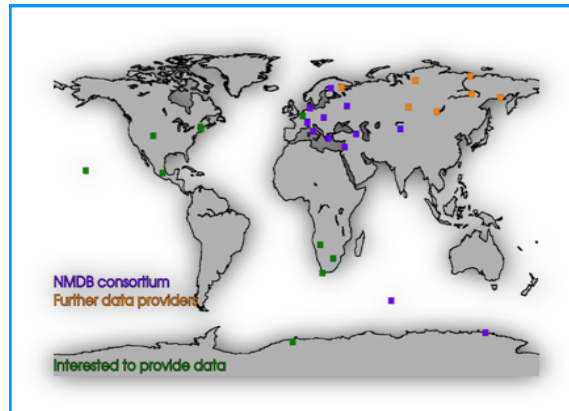 NMDB consortium
Further data providers
Interested to provide data